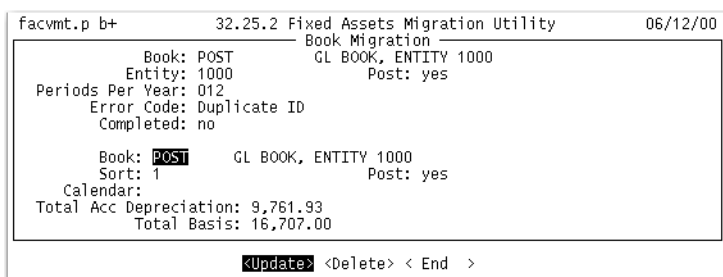 facvmt.p b+ 32.25.2 Fixed Assets Migration Utility 06/12/00
Book Migration
Book: POST GL BOOK, ENTITY 1000
Entity: 1000 Post: yes
Periods Per Year: 012
Error Code: Duplicate ID
Completed: no
Book: POST GL BOOK, ENTITY 1000
Sort: 1 Post: yes
Calendar:
Total Acc Depreciation: 9,761.93
Total Basis: 16,707.00
<Update> <Delete> < End >